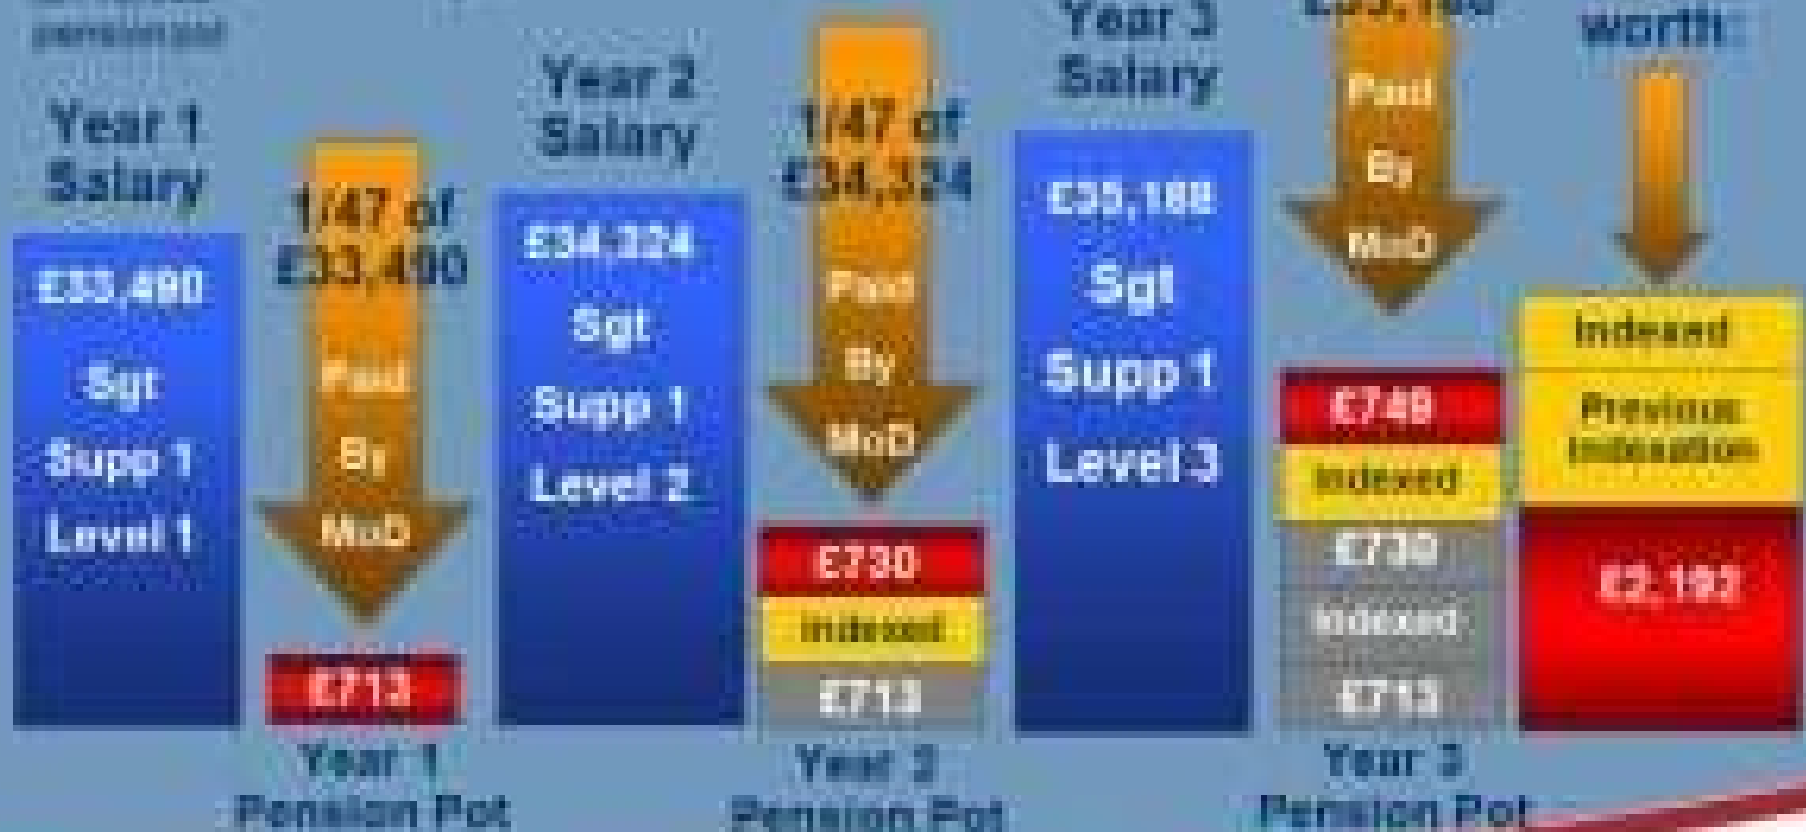 pension pot
Year 1
Salary
£33,490
Sgt
Supp 1
Level 1
1/47 of
£33,490
Paid
By
MoD
£713
Year 1
Pension Pot
Year 2
Salary
£34,324
Sgt
Supp 1
Level 2
1/47 of
£34,324
Paid
By
MoD
£730
Indexed
£713
Year 2
Pension Pot
Year 3
Salary
£35,188
Sgt
Supp 1
Level 3
Paid
By
MoD
£749
Indexed
£730
Indexed
£713
Year 3
Pension Pot
worth:
Indexed
Previous
Indexation
£2,192